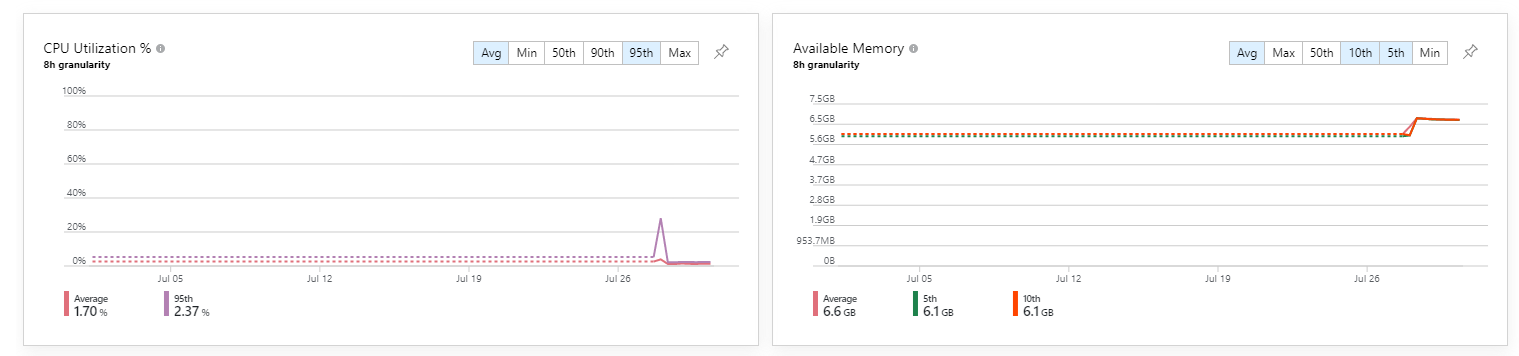 CPU Utilization %
8h granularity
Avg Min 50th 90th 95th Max
100%
80%
60%
40%
20%
0%
Jul 05 Jul 12 Jul 19 Jul 26
Average
1.70 %
95th
2.37 %
Available Memory
8h granularity
Avg Max 50th 10th 5th Min
7.5GB
6.5GB
5.6GB
4.7GB
3.7GB
2.8GB
1.9GB
953.7MB
0B
Jul 05 Jul 12 Jul 19 Jul 26
Average
6.6 GB
5th
6.1 GB
10th
6.1 GB